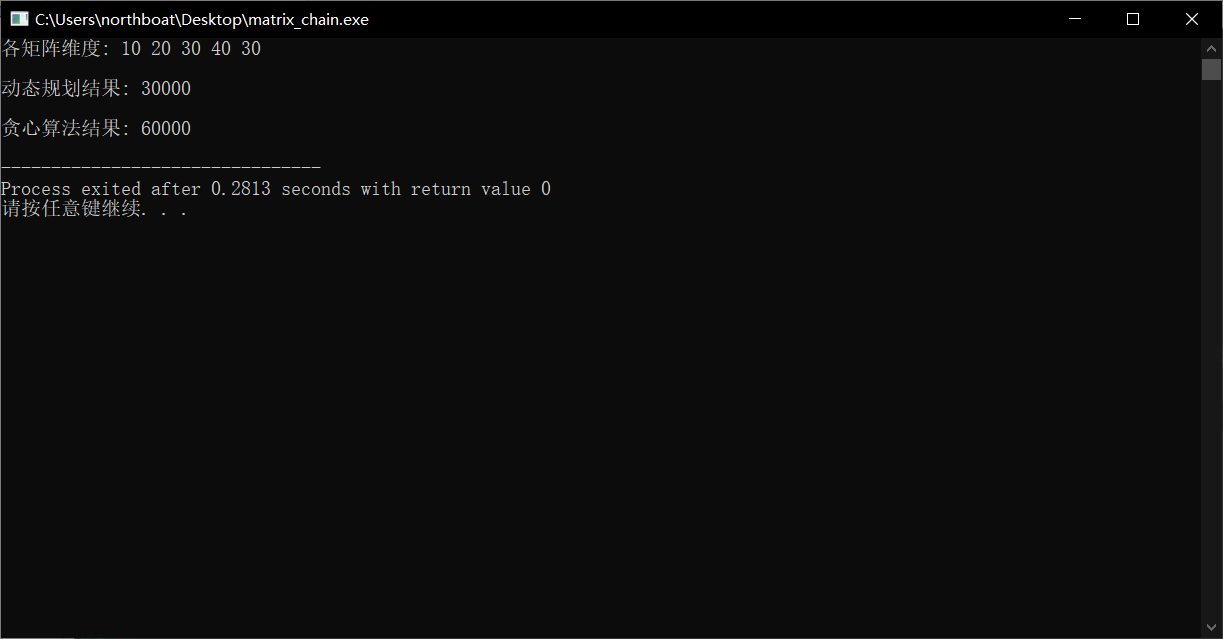 C:\Users\northboat\Desktop\matrix_chain.exe
各矩阵维度: 10 20 30 40 30
动态规划结果: 30000
贪心算法结果: 60000
--------------------------------
Process exited after 0.2813 seconds with return value 0
请按任意键继续. . .